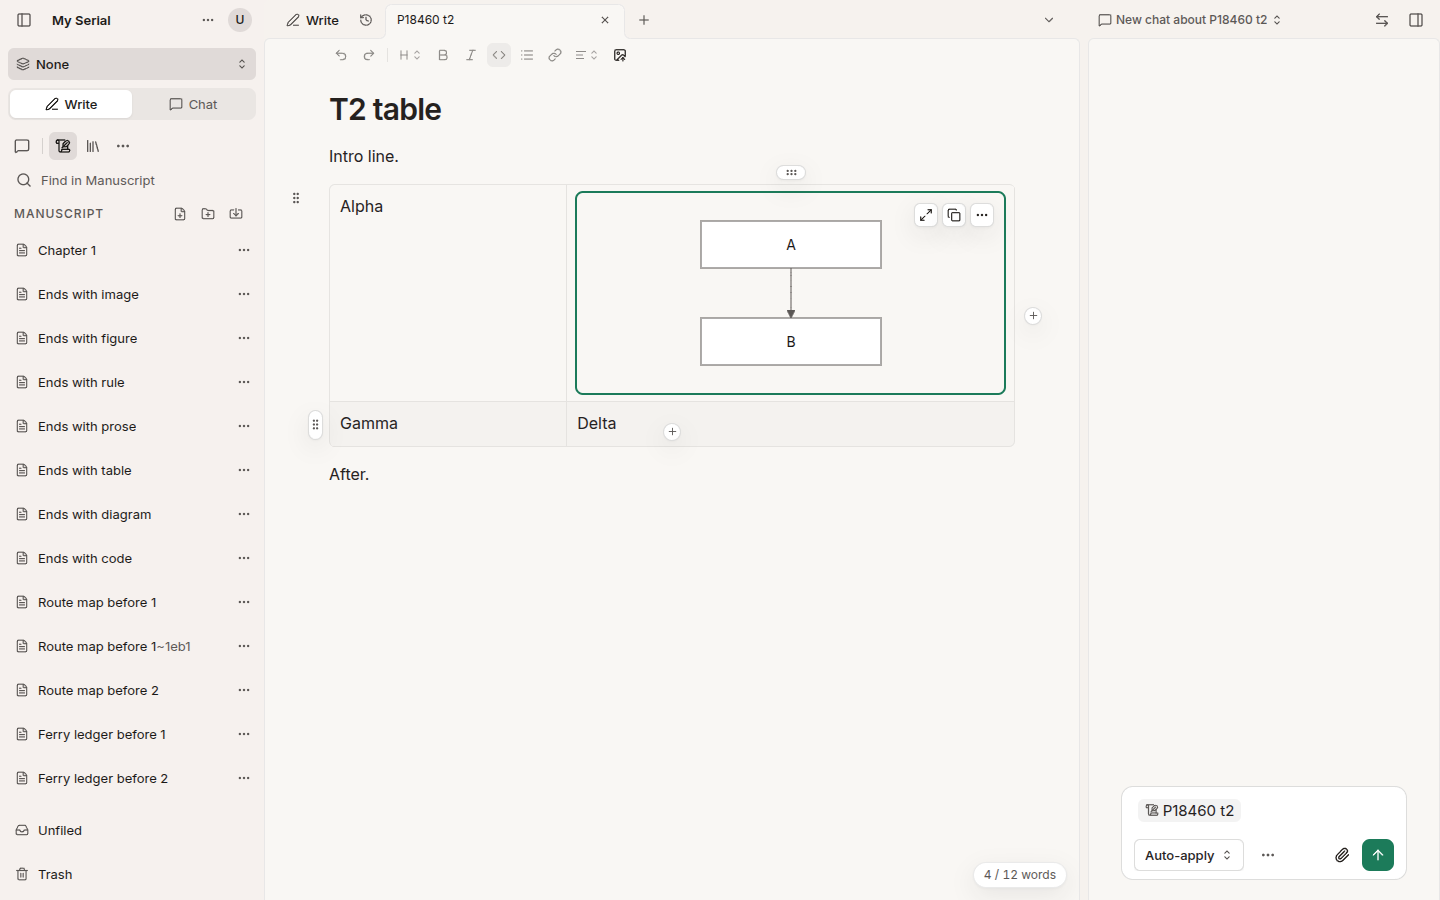 My Serial
U
None
Write
Chat
Find in Manuscript
MANUSCRIPT
Chapter 1
Ends with image
Ends with figure
Ends with rule
Ends with prose
Ends with table
Ends with diagram
Ends with code
Route map before 1
Route map before 1~1eb1
Route map before 2
Ferry ledger before 1
Ferry ledger before 2
Unfiled
Trash
Write
P18460 t2
H
B
I
T2 table
Intro line.
Alpha
A
B
Gamma
Delta
After.
4 / 12 words
New chat about P18460 t2
P18460 t2
Auto-apply